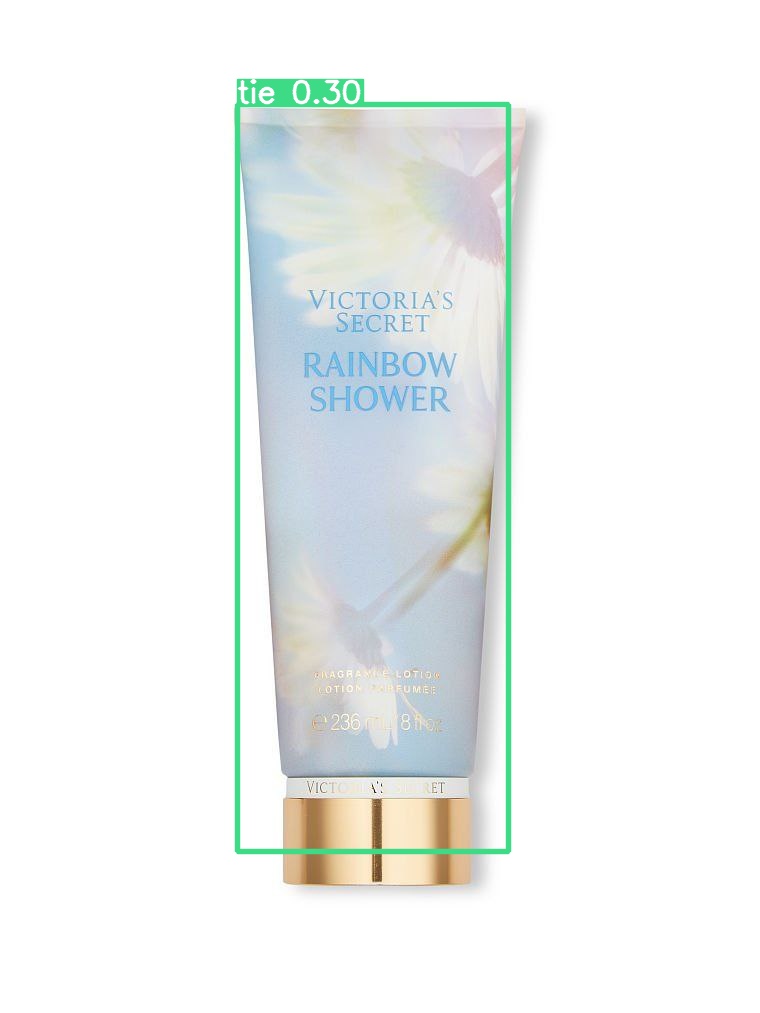 tie 0.30
VICTORIA'S
SECRET
RAINBOW
SHOWER
FRAGRANCE LOTION
LOTION PARFUMÉE
℮ 236 mL/8 fl oz
VICTORIA'S SECRET